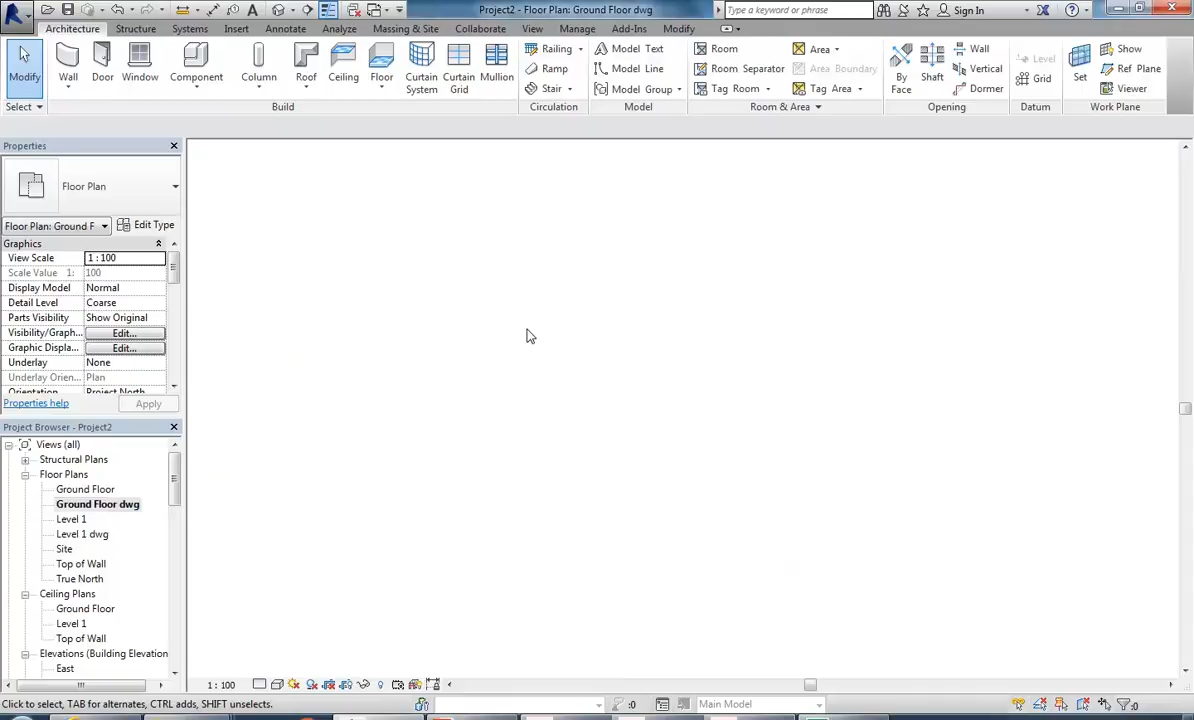 Project2 - Floor Plan: Ground Floor dwg
Type a keyword or phrase
Sign In
Architecture Structure Systems Insert Annotate Analyze Massing & Site Collaborate View Manage Add-Ins Modify
Modify Wall Door Window Component Column Roof Ceiling Floor Curtain System Curtain Grid Mullion
Railing Ramp Stair
Model Text Model Line Model Group
Room Room Separator Tag Room
Area Area Boundary Tag Area
By Face Shaft Wall Vertical Dormer
Level Grid
Set Show Ref Plane Viewer
Select Build Circulation Model Room & Area Opening Datum Work Plane
Properties
Floor Plan
Floor Plan: Ground F Edit Type
Graphics
View Scale 1 : 100
Scale Value 1: 100
Display Model Normal
Detail Level Coarse
Parts Visibility Show Original
Visibility/Graph... Edit...
Graphic Displa... Edit...
Underlay None
Underlay Orien... Plan
Orientation Project North
Properties help Apply
Project Browser - Project2
Views (all)
Structural Plans
Floor Plans
Ground Floor
Ground Floor dwg
Level 1
Level 1 dwg
Site
Top of Wall
True North
Ceiling Plans
Ground Floor
Level 1
Top of Wall
Elevations (Building Elevation
East
1 : 100
Click to select, TAB for alternates, CTRL adds, SHIFT unselects.
:0
Main Model
:0